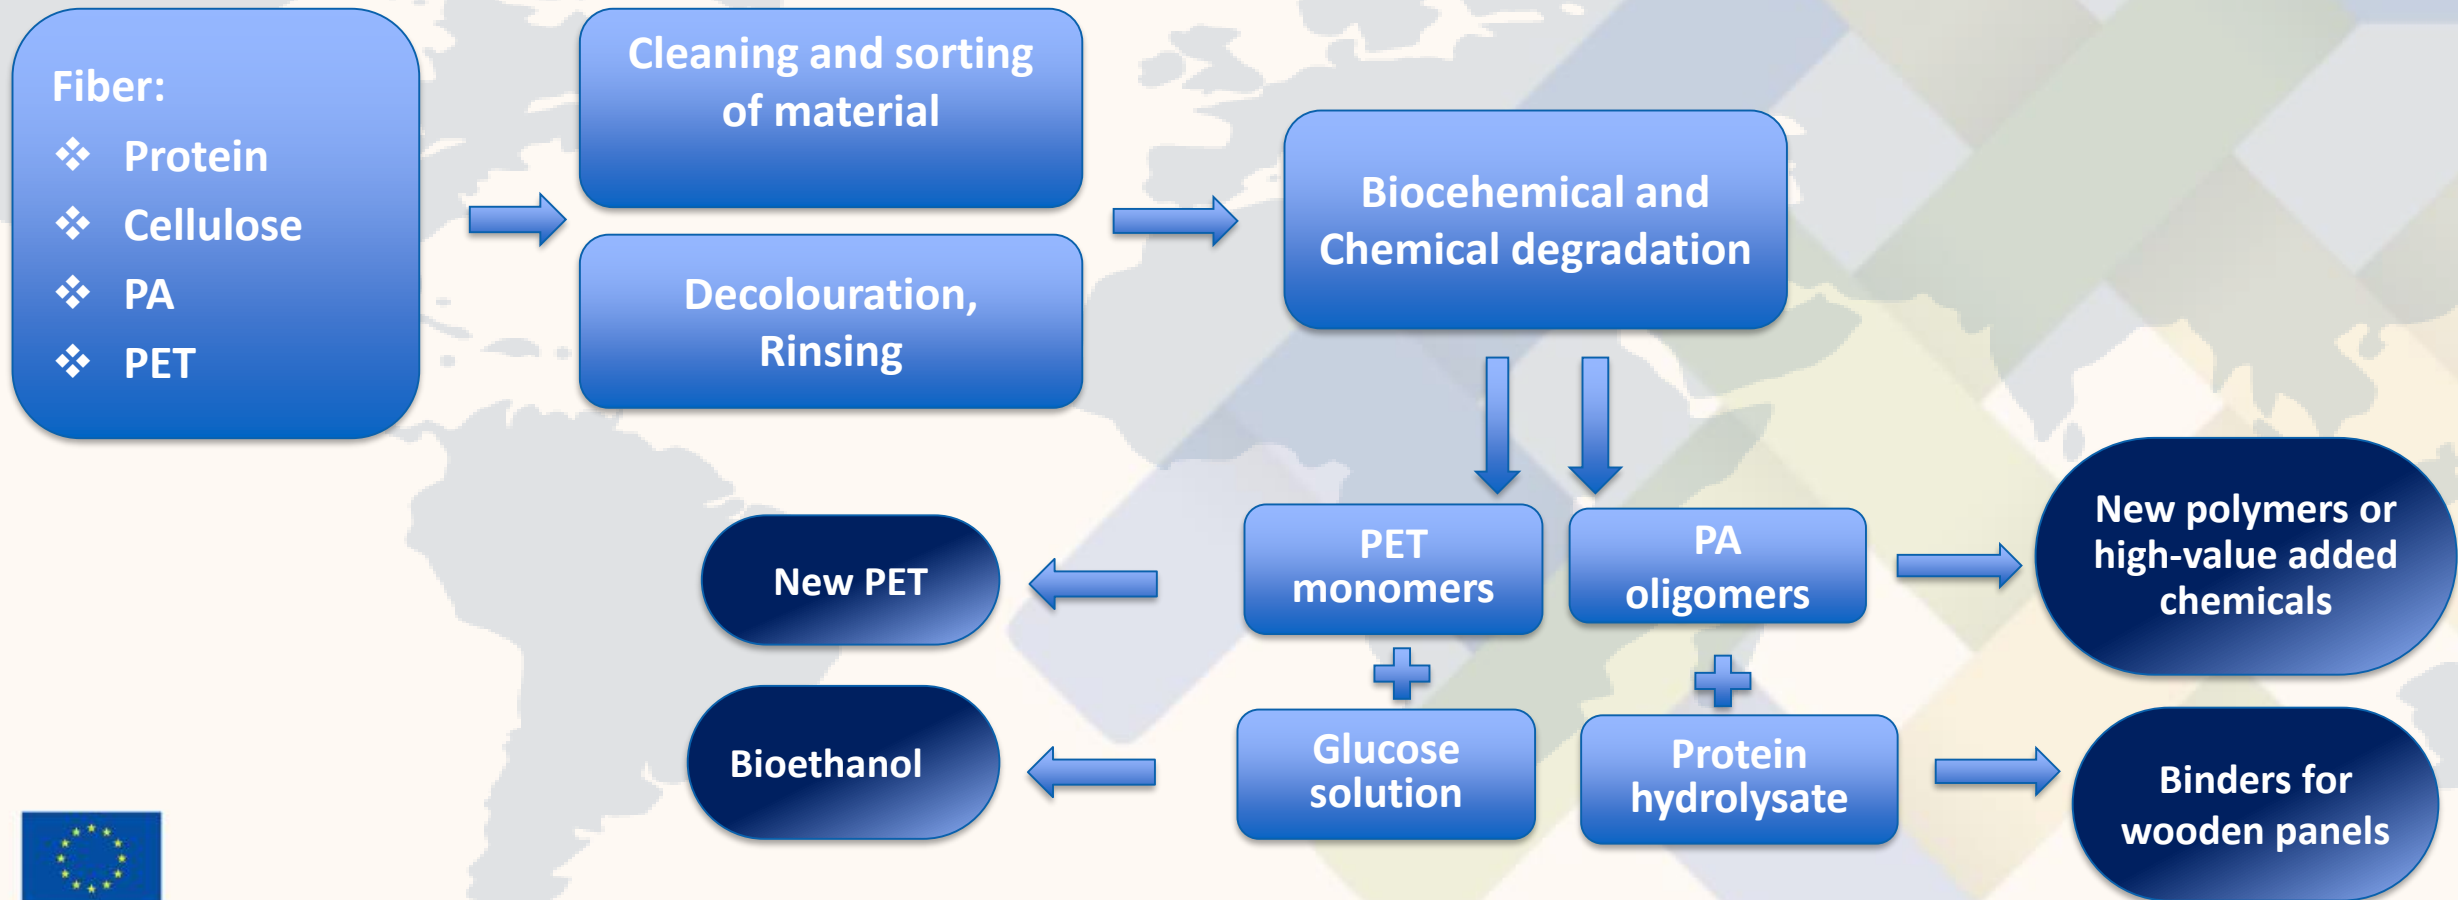 Fiber:
❖ Protein
❖ Cellulose
❖ PA
❖ PET
Cleaning and sorting
of material
Decolouration,
Rinsing
Biocehemical and
Chemical degradation
PET
monomers
PA
oligomers
New PET
New polymers or
high-value added
chemicals
Glucose
solution
Protein
hydrolysate
Bioethanol
Binders for
wooden panels